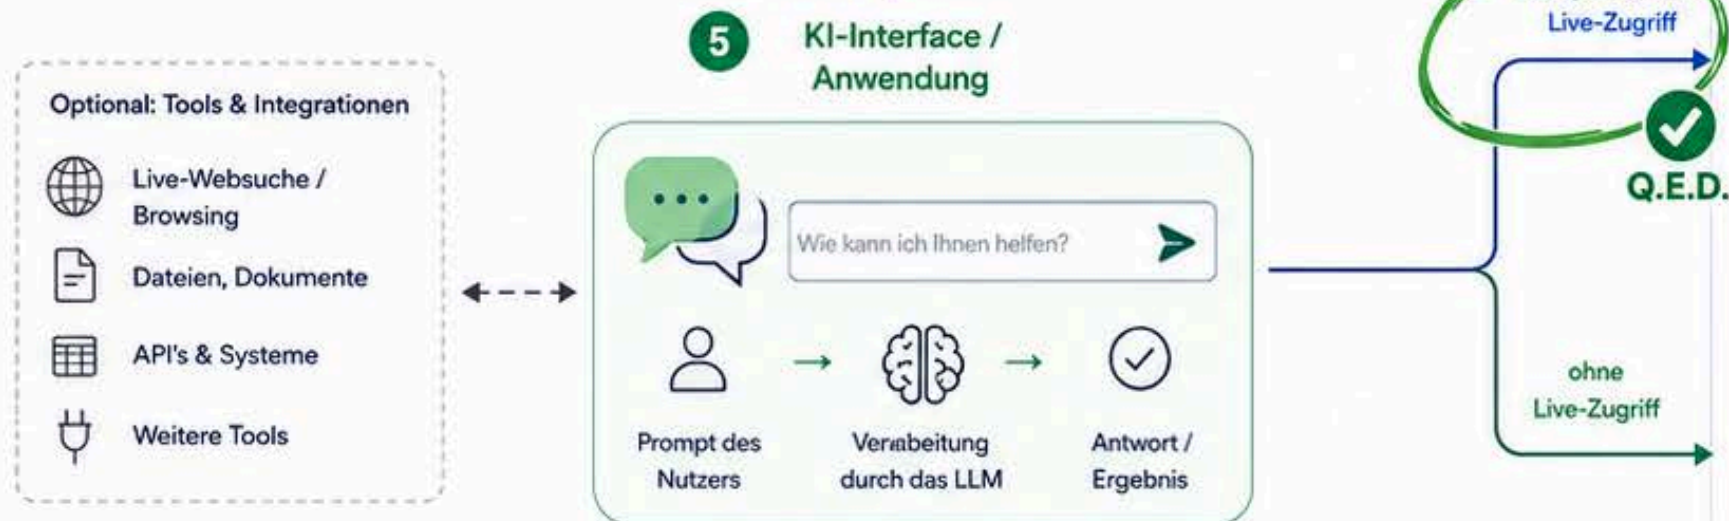 Optional: Tools & Integrationen
Live-Websuche /
Browsing
Dateien, Dokumente
API's & Systeme
Weitere Tools
5
KI-Interface /
Anwendung
Wie kann ich Ihnen helfen?
Prompt des
Nutzers
Verarbeitung
durch das LLM
Antwort /
Ergebnis
Live-Zugriff
Q.E.D.
ohne
Live-Zugriff